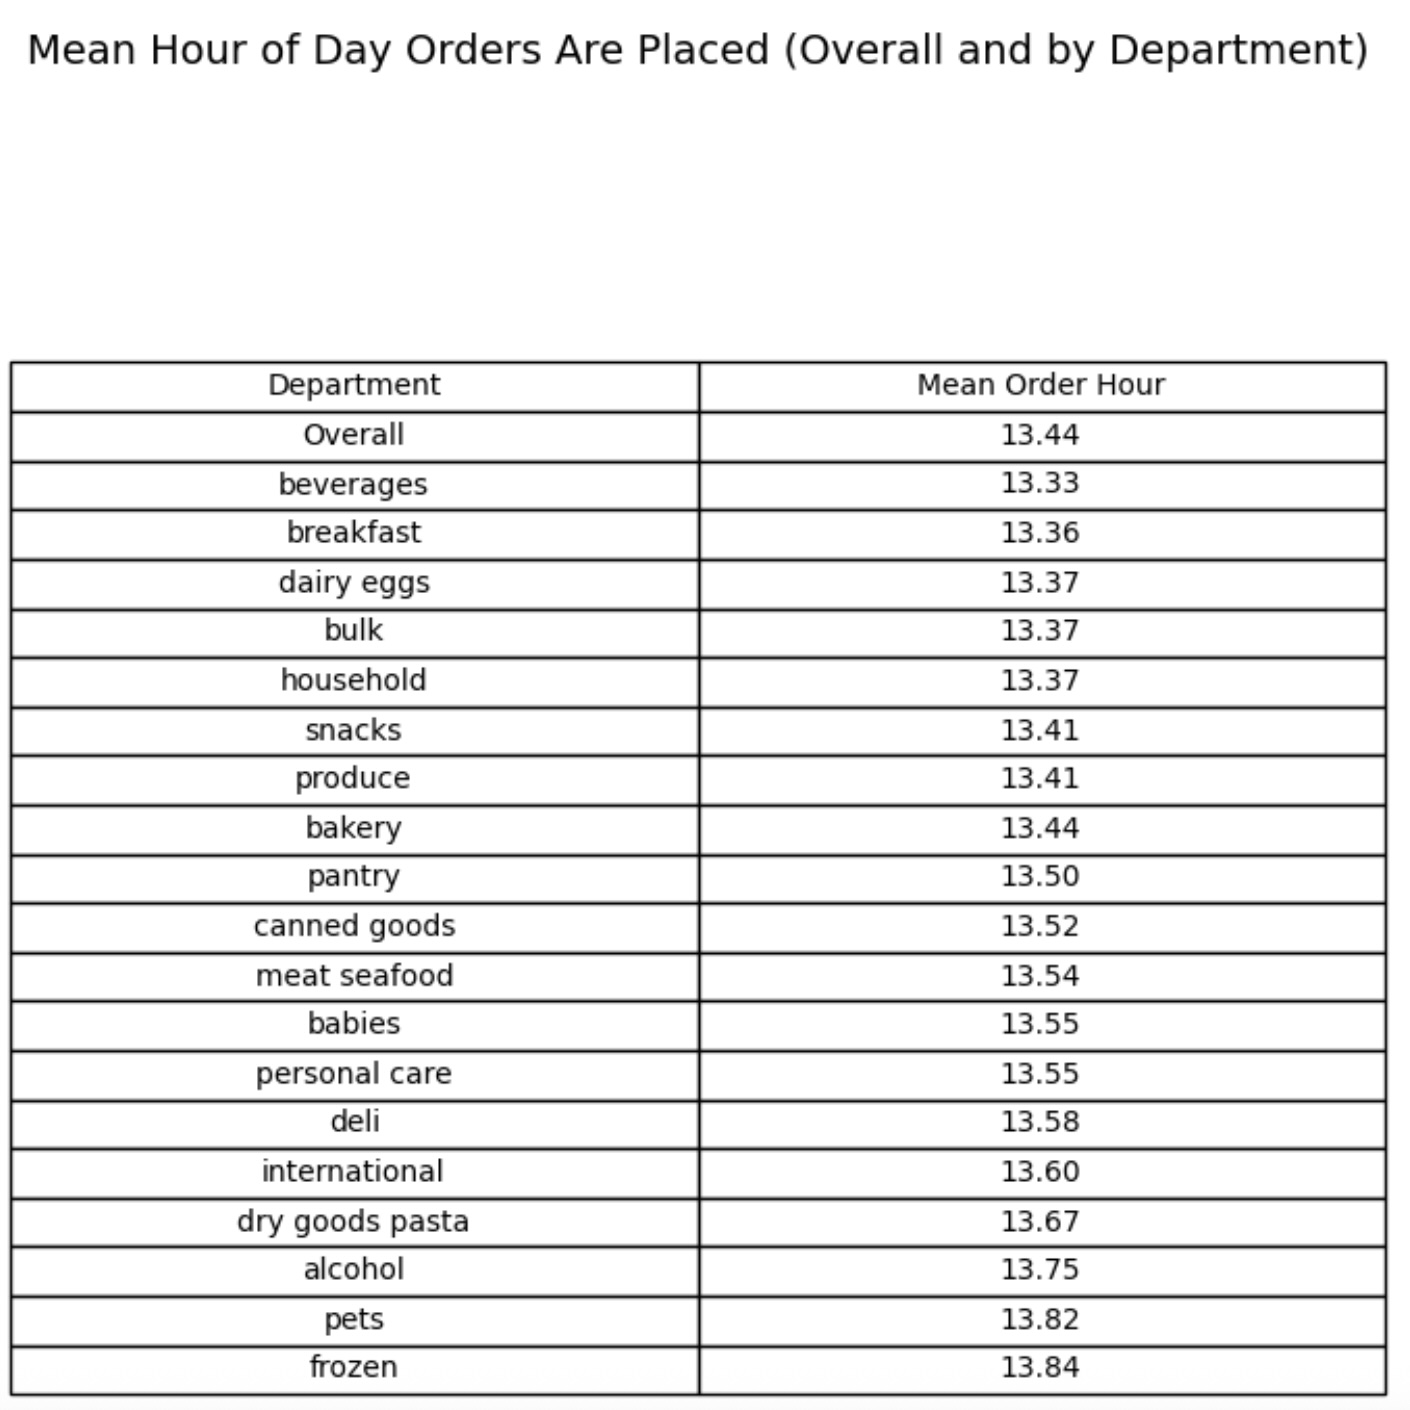 Mean Hour of Day Orders Are Placed (Overall and by Department)
Department Mean Order Hour
Overall 13.44
beverages 13.33
breakfast 13.36
dairy eggs 13.37
bulk 13.37
household 13.37
snacks 13.41
produce 13.41
bakery 13.44
pantry 13.50
canned goods 13.52
meat seafood 13.54
babies 13.55
personal care 13.55
deli 13.58
international 13.60
dry goods pasta 13.67
alcohol 13.75
pets 13.82
frozen 13.84